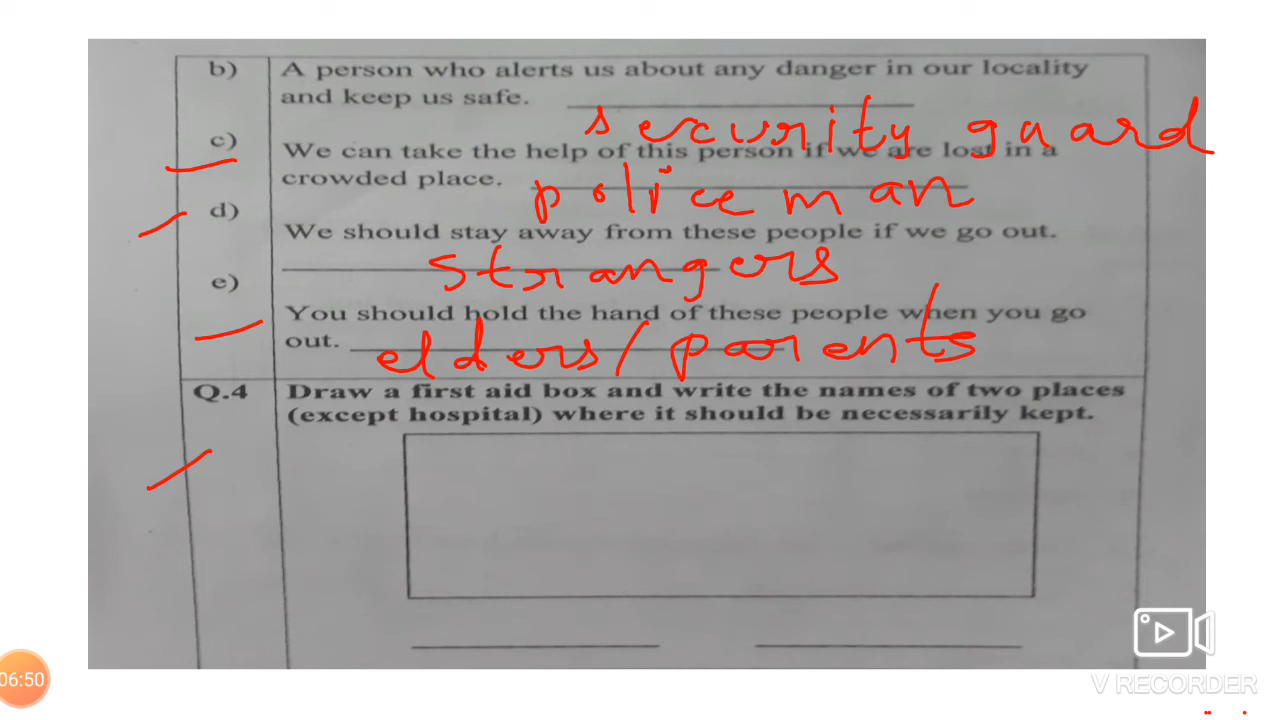 b) A person who alerts us about any danger in our locality
and keep us safe. security guard
c) We can take the help of this person if we are lost in a
crowded place. policeman
d) We should stay away from these people if we go out.
strangers
e) You should hold the hand of these people when you go
out. elders/parents
Q.4 Draw a first aid box and write the names of two places
(except hospital) where it should be necessarily kept.
06:50
V RECORDER